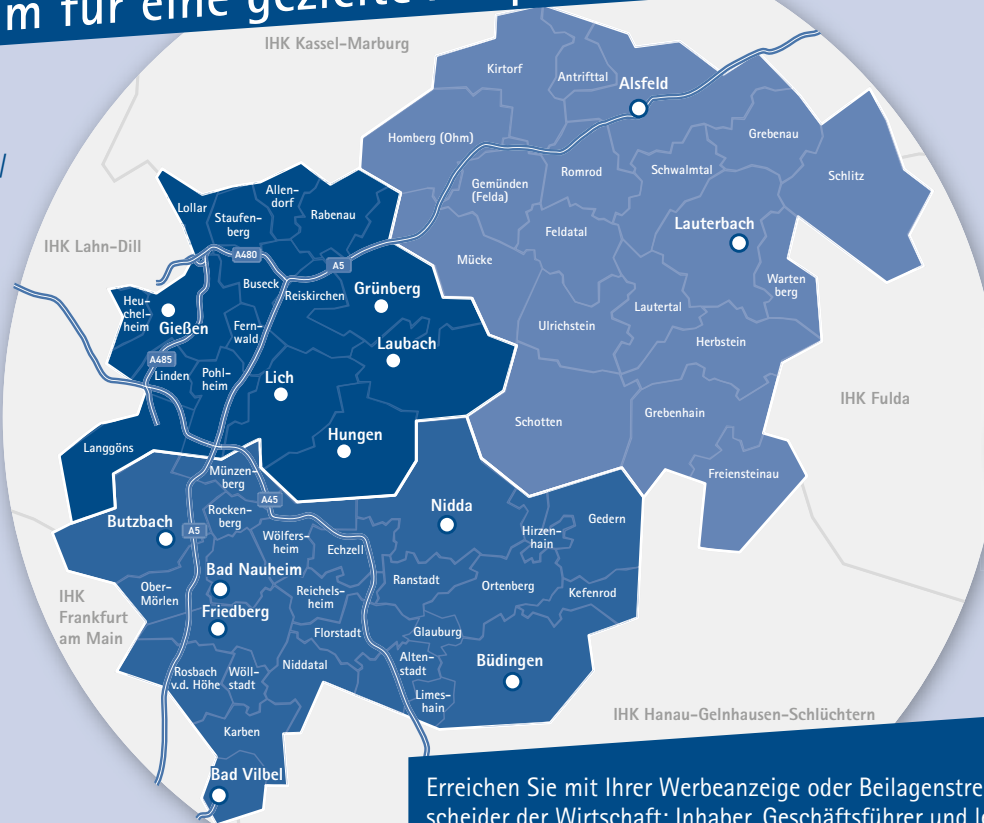 m für eine gezielte
IHK Kassel-Marburg
Kirtorf
Antrifttal
Alsfeld
Homberg (Ohm)
Grebenau
Romrod
Schwalmtal
Schlitz
Gemünden
(Felda)
Lauterbach
Feldatal
Mücke
Warten
berg
Lautertal
Ulrichstein
Herbstein
Schotten
Grebenhain
Freiensteinau
IHK Lahn-Dill
Lollar
Staufen-
berg
Allen-
dorf
Rabenau
A480
A5
Buseck
Reiskirchen
Grünberg
Heu-
chel-
heim
Gießen
Fern-
wald
Laubach
A485
Linden
Pohl-
heim
Lich
Hungen
Langgöns
IHK Fulda
Münzen-
berg
A45
Butzbach
Rocken-
berg
A5
Nidda
Gedern
Hirzen-
hain
Wölfers-
heim
Echzell
Bad Nauheim
Ranstadt
Ortenberg
Kefenrod
Ober-
Mörlen
Reichels-
heim
Friedberg
Florstadt
Glauburg
IHK
Frankfurt
am Main
Rosbach
v.d. Höhe
Wöll-
stadt
Niddatal
Alten-
stadt
Büdingen
Limes-
hain
Karben
Bad Vilbel
IHK Hanau-Gelnhausen-Schlüchtern
Erreichen Sie mit Ihrer Werbeanzeige oder Beilagenstre
scheider der Wirtschaft: Inhaber, Geschäftsführer und